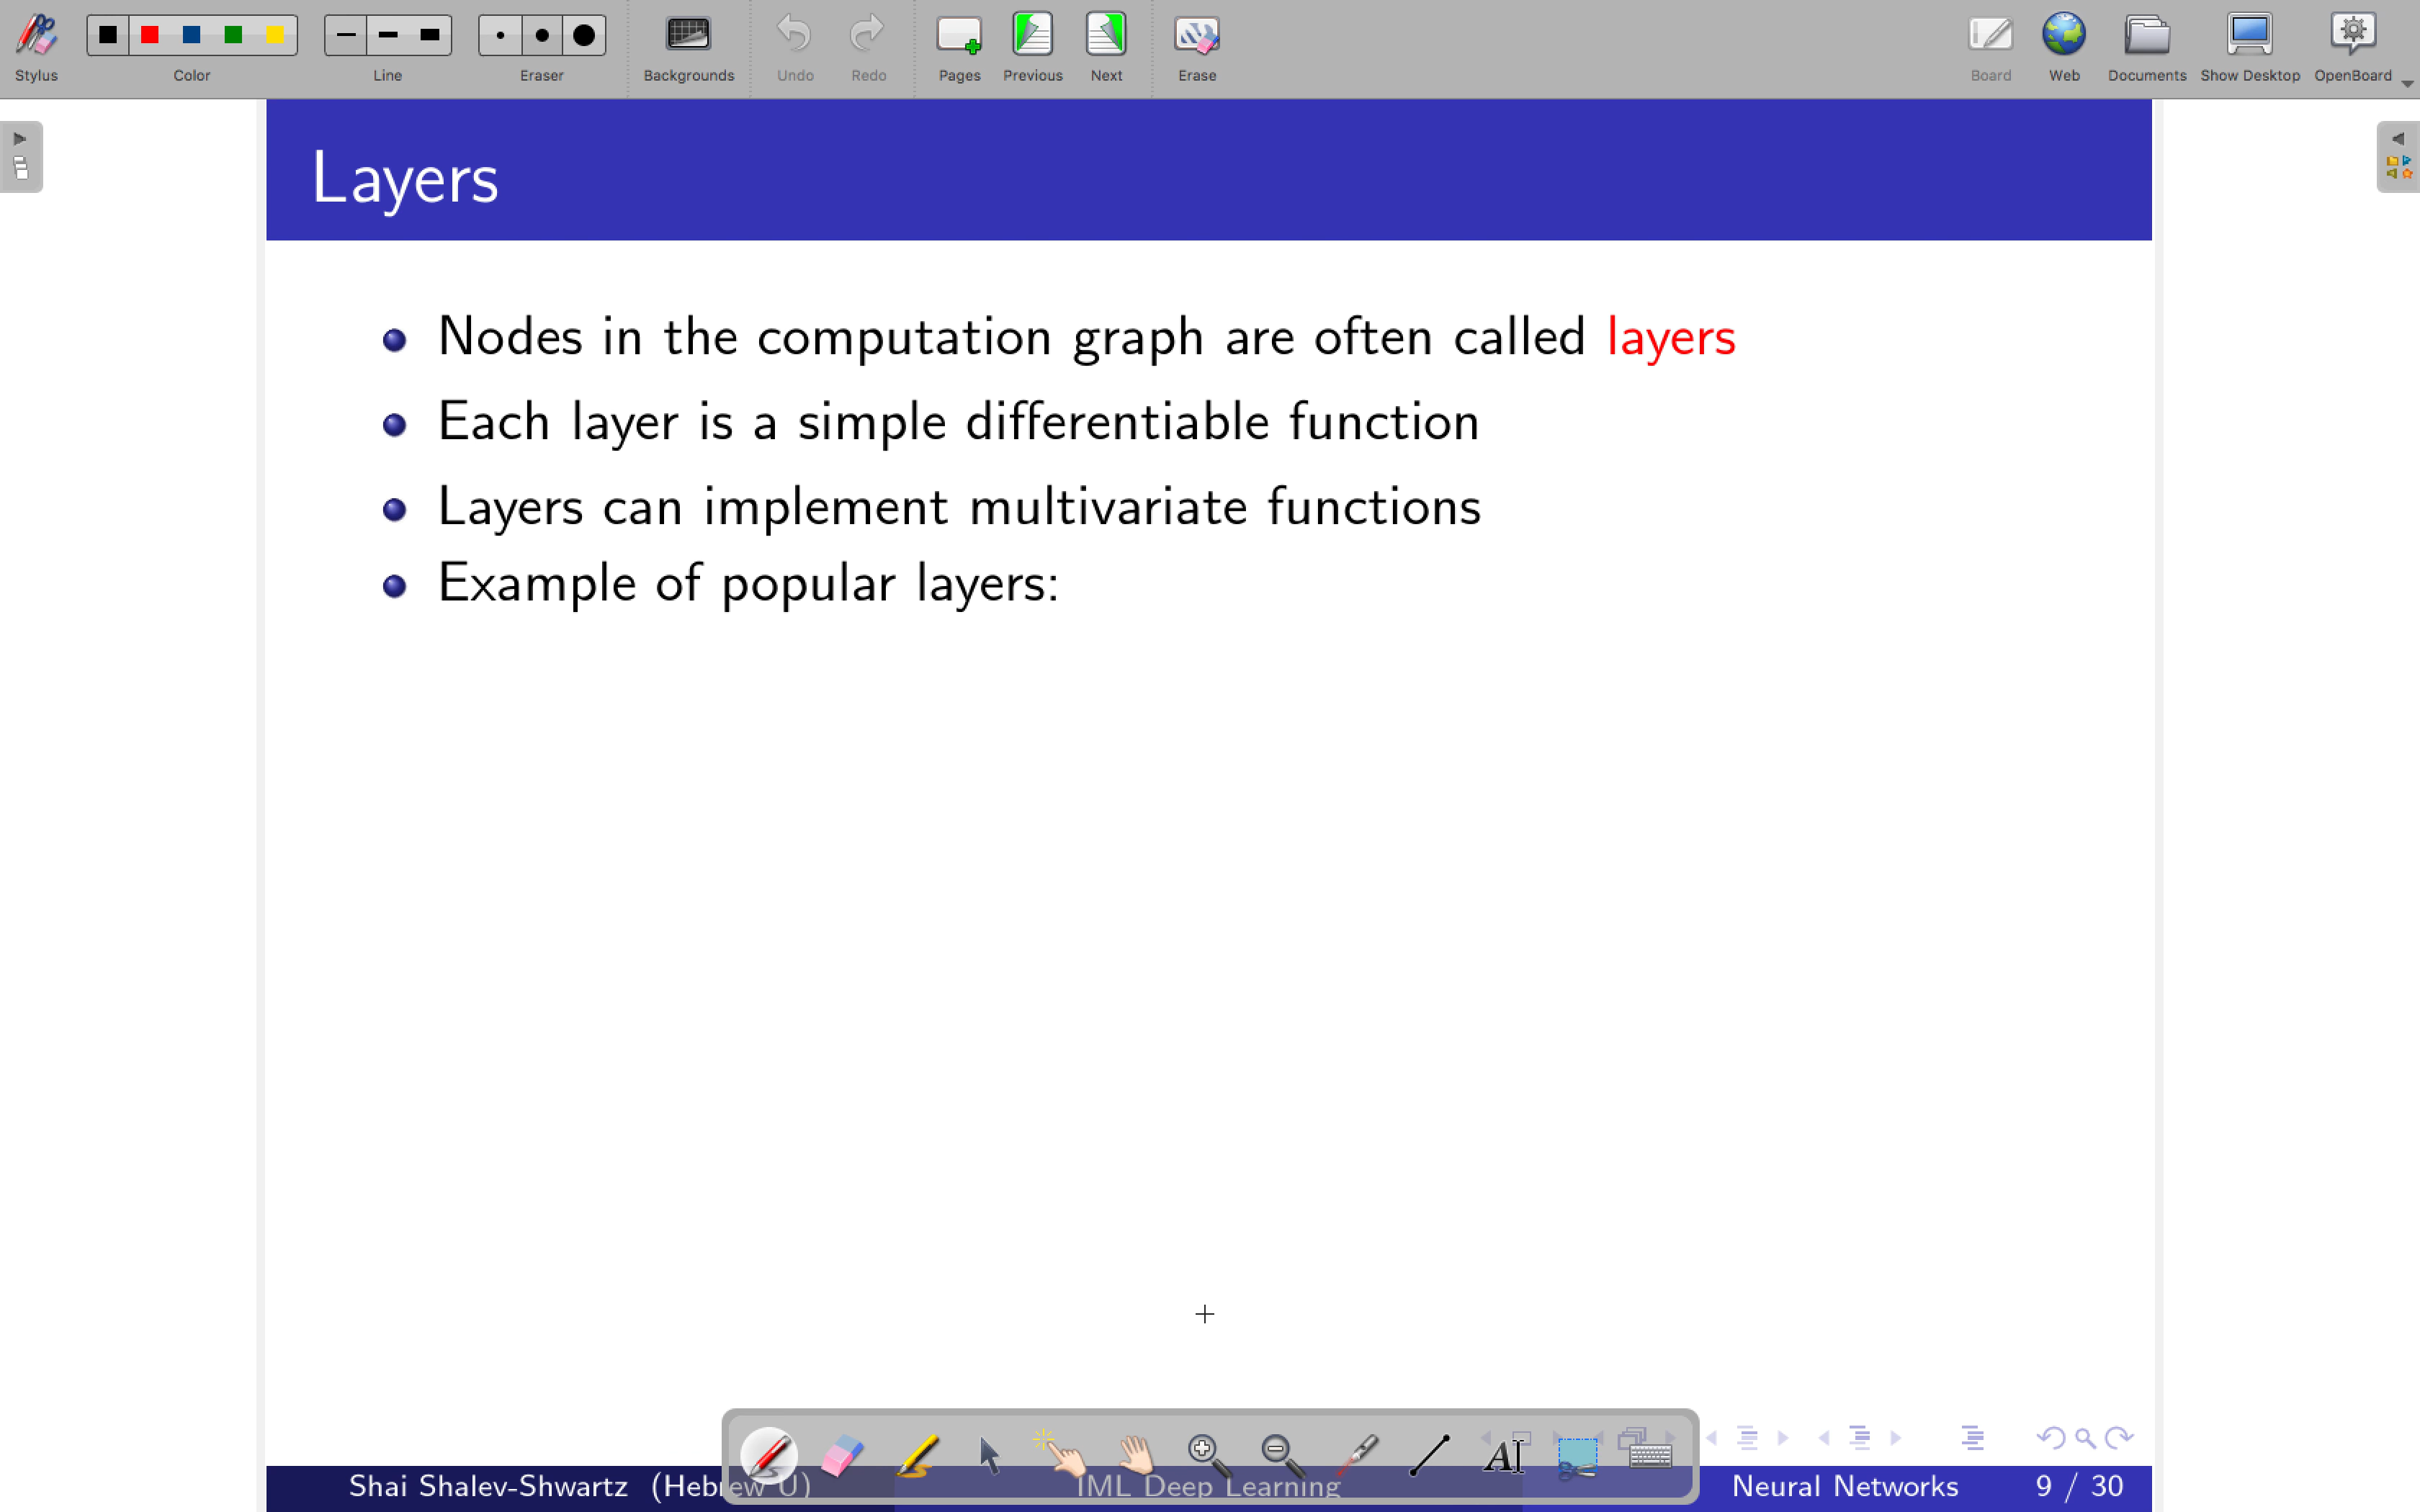 Stylus
Color
Line
Eraser
Backgrounds
Undo
Redo
Pages
Previous
Next
Erase
Board
Web
Documents
Show Desktop
OpenBoard
Layers
Nodes in the computation graph are often called layers
Each layer is a simple differentiable function
Layers can implement multivariate functions
Example of popular layers:
AI
Shai Shalev-Shwartz (Hebrew U)
IML Deep Learning
Neural Networks
9 / 30